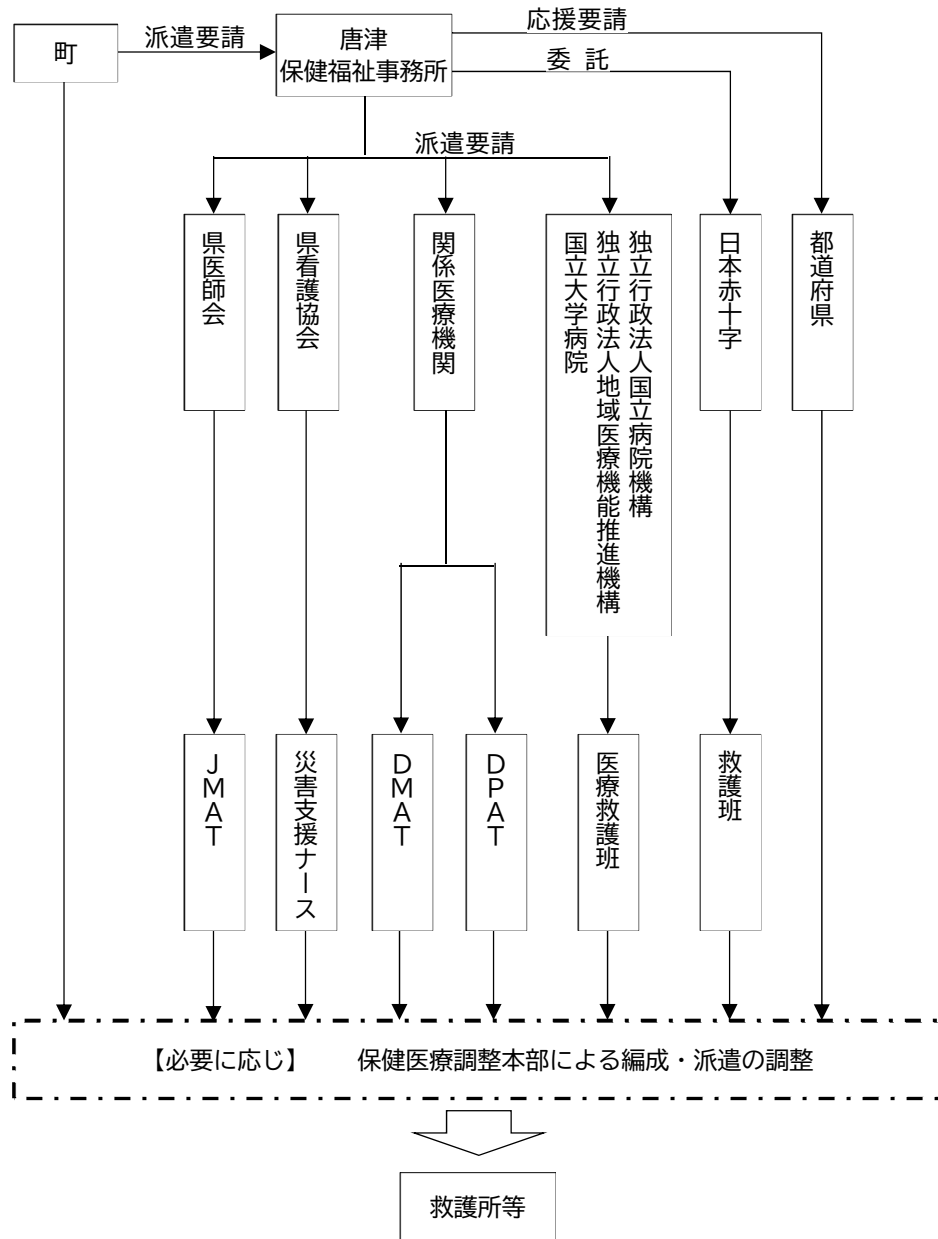 応援要請
町
派遣要請
唐津
保健福祉事務所
委 託
派遣要請
県医師会
県看護協会
関係医療機関
独立行政法人国立病院機構
独立行政法人地域医療機能推進機構
国立大学病院
日本赤十字
都道府県
JMAT
災害支援ナース
DMAT
DPAT
医療救護班
救護班
【必要に応じ】 保健医療調整本部による編成・派遣の調整
救護所等